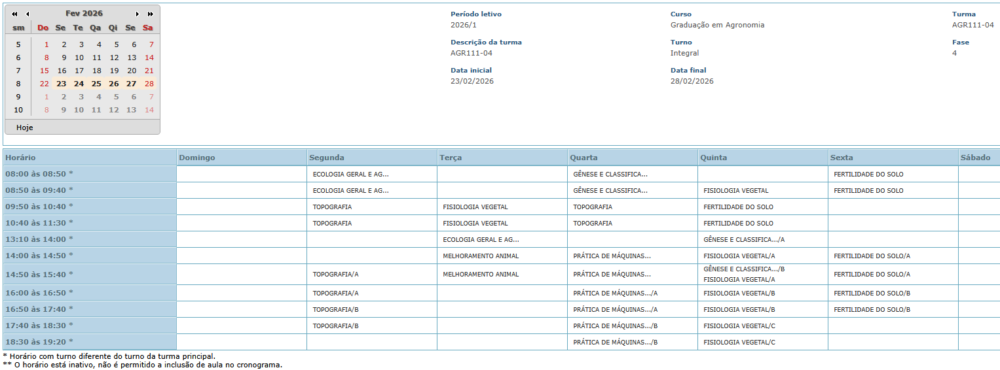 Fev 2026
sm Do Se Te Qa Qi Se Sa
5 1 2 3 4 5 6 7
6 8 9 10 11 12 13 14
7 15 16 17 18 19 20 21
8 22 23 24 25 26 27 28
9 1 2 3 4 5 6 7
10 8 9 10 11 12 13 14
Hoje
Período letivo Curso Turma
2026/1 Graduação em Agronomia AGR111-04
Descrição da turma Turno Fase
AGR111-04 Integral 4
Data inicial Data final
23/02/2026 28/02/2026
Horário Domingo Segunda Terça Quarta Quinta Sexta Sábado
08:00 às 08:50 * ECOLOGIA GERAL E AG... GÊNESE E CLASSIFICA... FERTILIDADE DO SOLO
08:50 às 09:40 * ECOLOGIA GERAL E AG... GÊNESE E CLASSIFICA... FISIOLOGIA VEGETAL FERTILIDADE DO SOLO
09:50 às 10:40 * TOPOGRAFIA FISIOLOGIA VEGETAL TOPOGRAFIA FERTILIDADE DO SOLO
10:40 às 11:30 * TOPOGRAFIA FISIOLOGIA VEGETAL TOPOGRAFIA FERTILIDADE DO SOLO
13:10 às 14:00 * ECOLOGIA GERAL E AG... GÊNESE E CLASSIFICA.../A
14:00 às 14:50 * MELHORAMENTO ANIMAL PRÁTICA DE MÁQUINAS... FISIOLOGIA VEGETAL/A FERTILIDADE DO SOLO/A
14:50 às 15:40 * TOPOGRAFIA/A MELHORAMENTO ANIMAL PRÁTICA DE MÁQUINAS... GÊNESE E CLASSIFICA.../B FERTILIDADE DO SOLO/A
FISIOLOGIA VEGETAL/A
16:00 às 16:50 * TOPOGRAFIA/A PRÁTICA DE MÁQUINAS.../A FISIOLOGIA VEGETAL/B FERTILIDADE DO SOLO/B
16:50 às 17:40 * TOPOGRAFIA/B PRÁTICA DE MÁQUINAS.../A FISIOLOGIA VEGETAL/B FERTILIDADE DO SOLO/B
17:40 às 18:30 * TOPOGRAFIA/B PRÁTICA DE MÁQUINAS.../B FISIOLOGIA VEGETAL/C
18:30 às 19:20 * PRÁTICA DE MÁQUINAS.../B FISIOLOGIA VEGETAL/C
* Horário com turno diferente do turno da turma principal.
** O horário está inativo, não é permitido a inclusão de aula no cronograma.